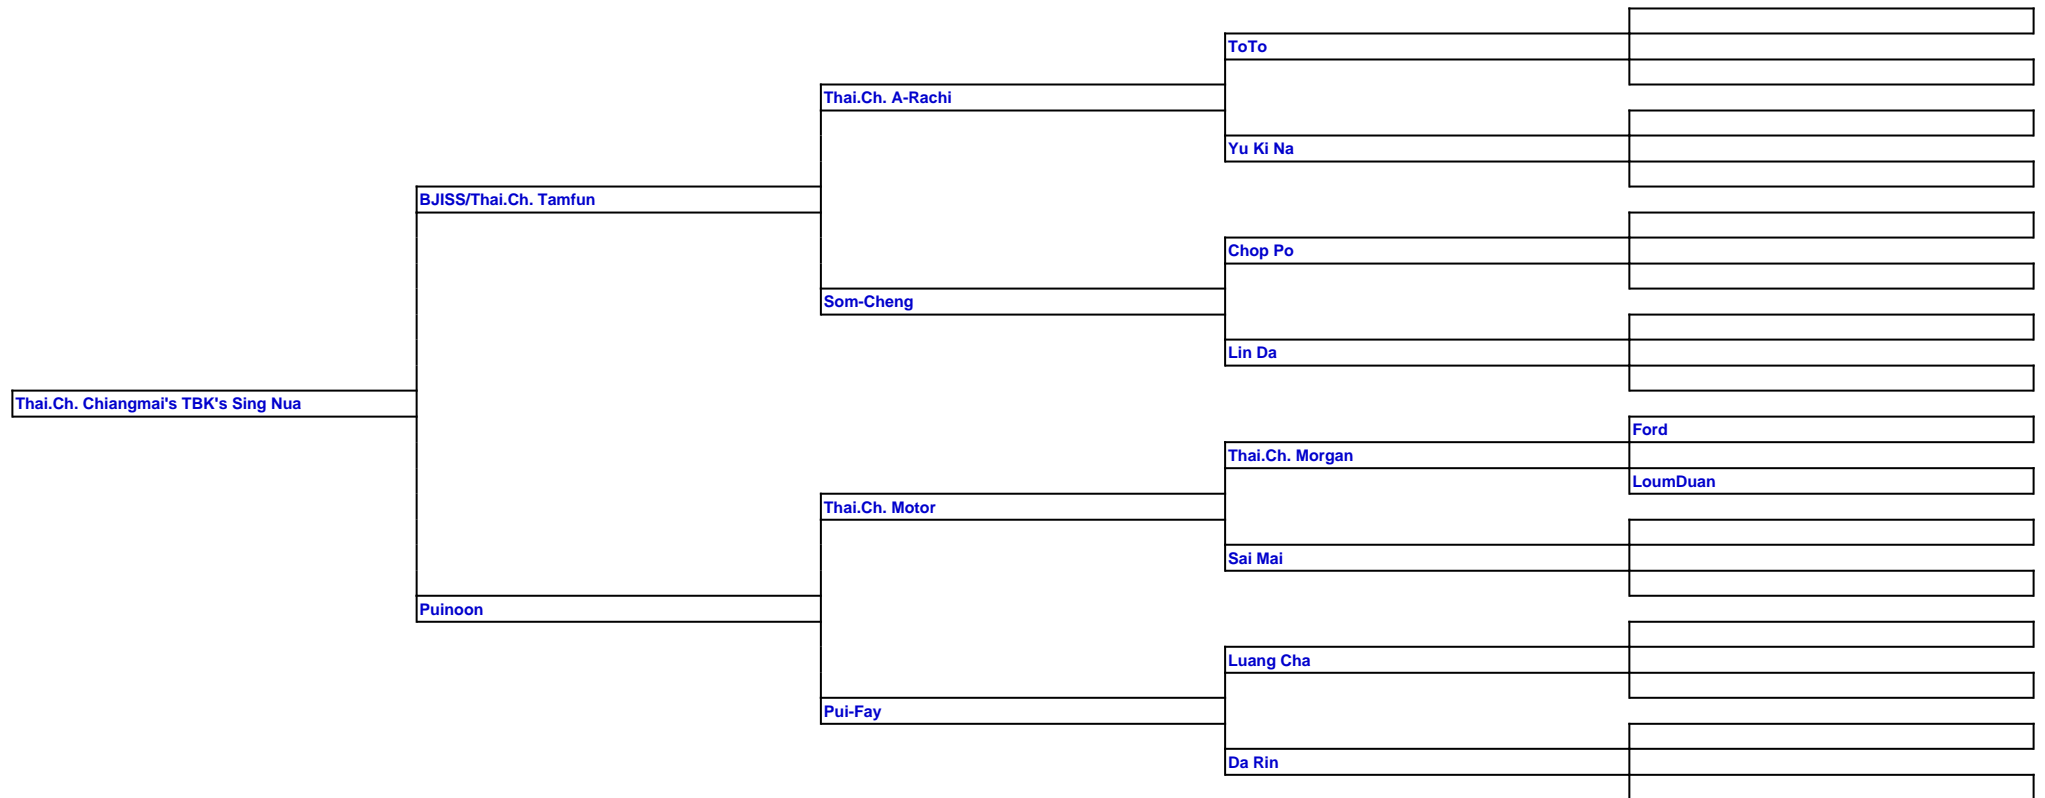 ToTo
Thai.Ch. A-Rachi
Yu Ki Na
BJISS/Thai.Ch. Tamfun
Chop Po
Som-Cheng
Lin Da
Thai.Ch. Chiangmai's TBK's Sing Nua
Ford
Thai.Ch. Morgan
LoumDuan
Thai.Ch. Motor
Sai Mai
Puinoon
Luang Cha
Pui-Fay
Da Rin